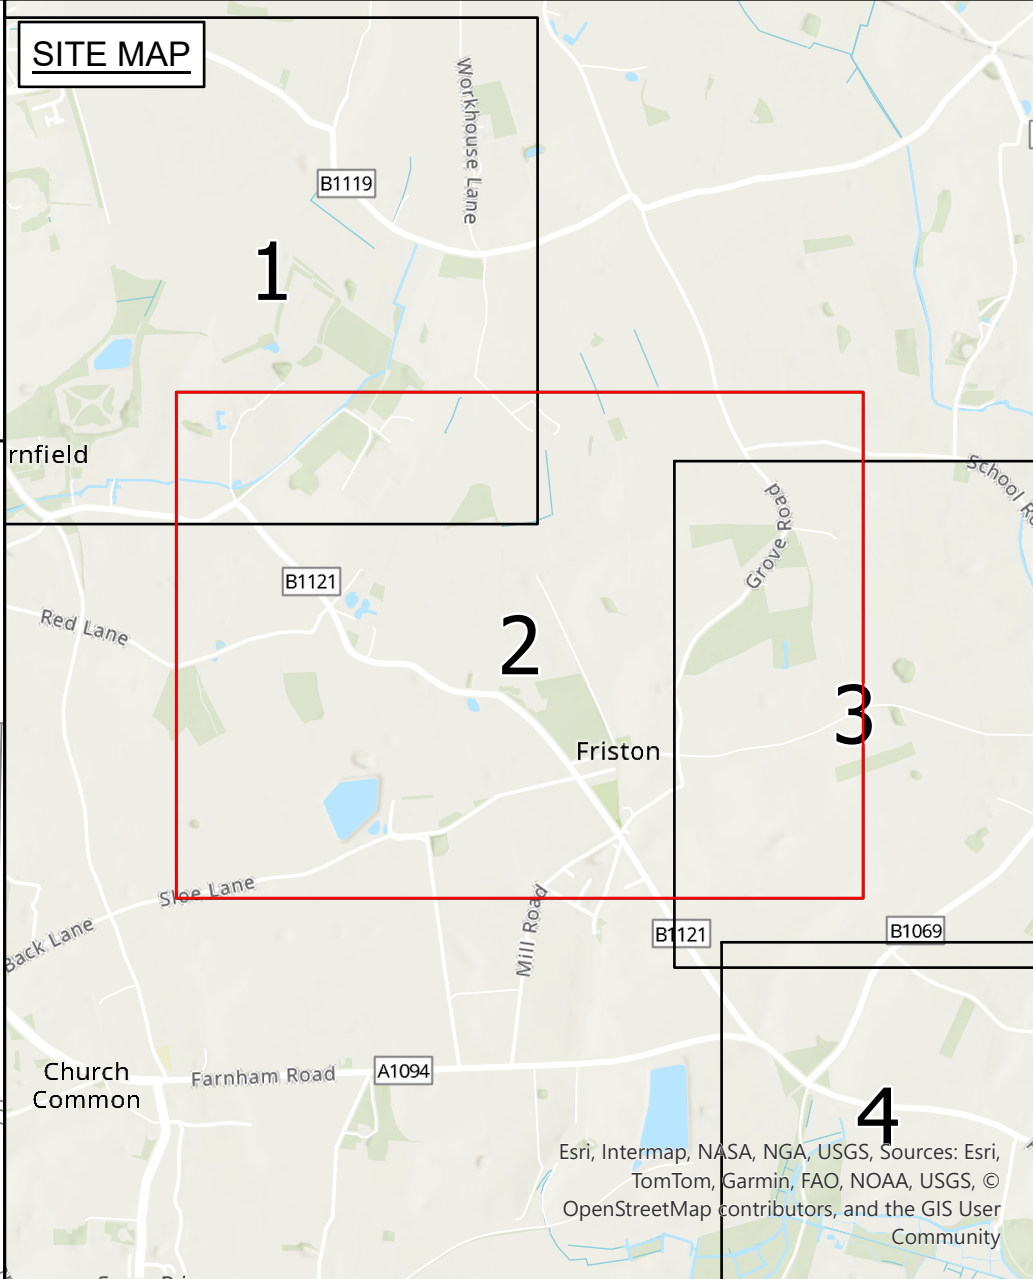 SITE MAP
Workhouse Lane
B1119
1
rnfield
School R
Grove Road
B1121
Red Lane
2
3
Friston
Sloe Lane
Back Lane
Mill Road
B1121
B1069
Church
Common
Farnham Road
A1094
4
Esri, Intermap, NASA, NGA, USGS, Sources: Esri,
TomTom, Garmin, FAO, NOAA, USGS, ©
OpenStreetMap contributors, and the GIS User
Community